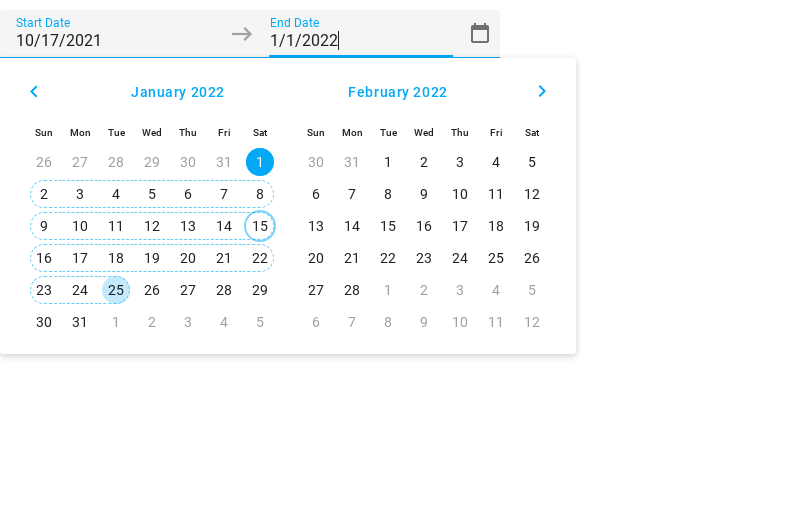 Start Date
10/17/2021
End Date
1/1/2022
January 2022
Sun Mon Tue Wed Thu Fri Sat
26 27 28 29 30 31 1
2 3 4 5 6 7 8
9 10 11 12 13 14 15
16 17 18 19 20 21 22
23 24 25 26 27 28 29
30 31 1 2 3 4 5
February 2022
Sun Mon Tue Wed Thu Fri Sat
30 31 1 2 3 4 5
6 7 8 9 10 11 12
13 14 15 16 17 18 19
20 21 22 23 24 25 26
27 28 1 2 3 4 5
6 7 8 9 10 11 12